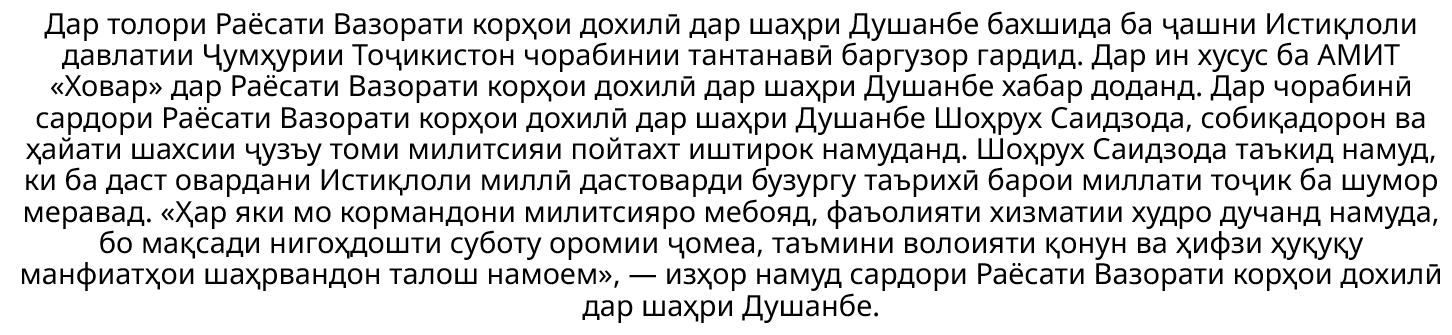 Дар толори Раёсати Вазорати корҳои дохилӣ дар шаҳри Душанбе бахшида ба ҷашни Истиқлоли
давлатии Ҷумҳурии Тоҷикистон чорабинии тантанавӣ баргузор гардид. Дар ин хусус ба АМИТ
«Ховар» дар Раёсати Вазорати корҳои дохилӣ дар шаҳри Душанбе хабар доданд. Дар чорабинӣ
сардори Раёсати Вазорати корҳои дохилӣ дар шаҳри Душанбе Шоҳрух Саидзода, собиқадорон ва
ҳайати шахсии ҷузъу томи милитсияи пойтахт иштирок намуданд. Шоҳрух Саидзода таъкид намуд,
ки ба даст овардани Истиқлоли миллӣ дастоварди бузургу таърихӣ барои миллати тоҷик ба шумор
меравад. «Ҳар яки мо кормандони милитсияро мебояд, фаъолияти хизматии худро дучанд намуда,
бо мақсади нигоҳдошти суботу оромии ҷомеа, таъмини волоияти қонун ва ҳифзи ҳуқуқу
манфиатҳои шаҳрвандон талош намоем», — изҳор намуд сардори Раёсати Вазорати корҳои дохилӣ
дар шаҳри Душанбе.